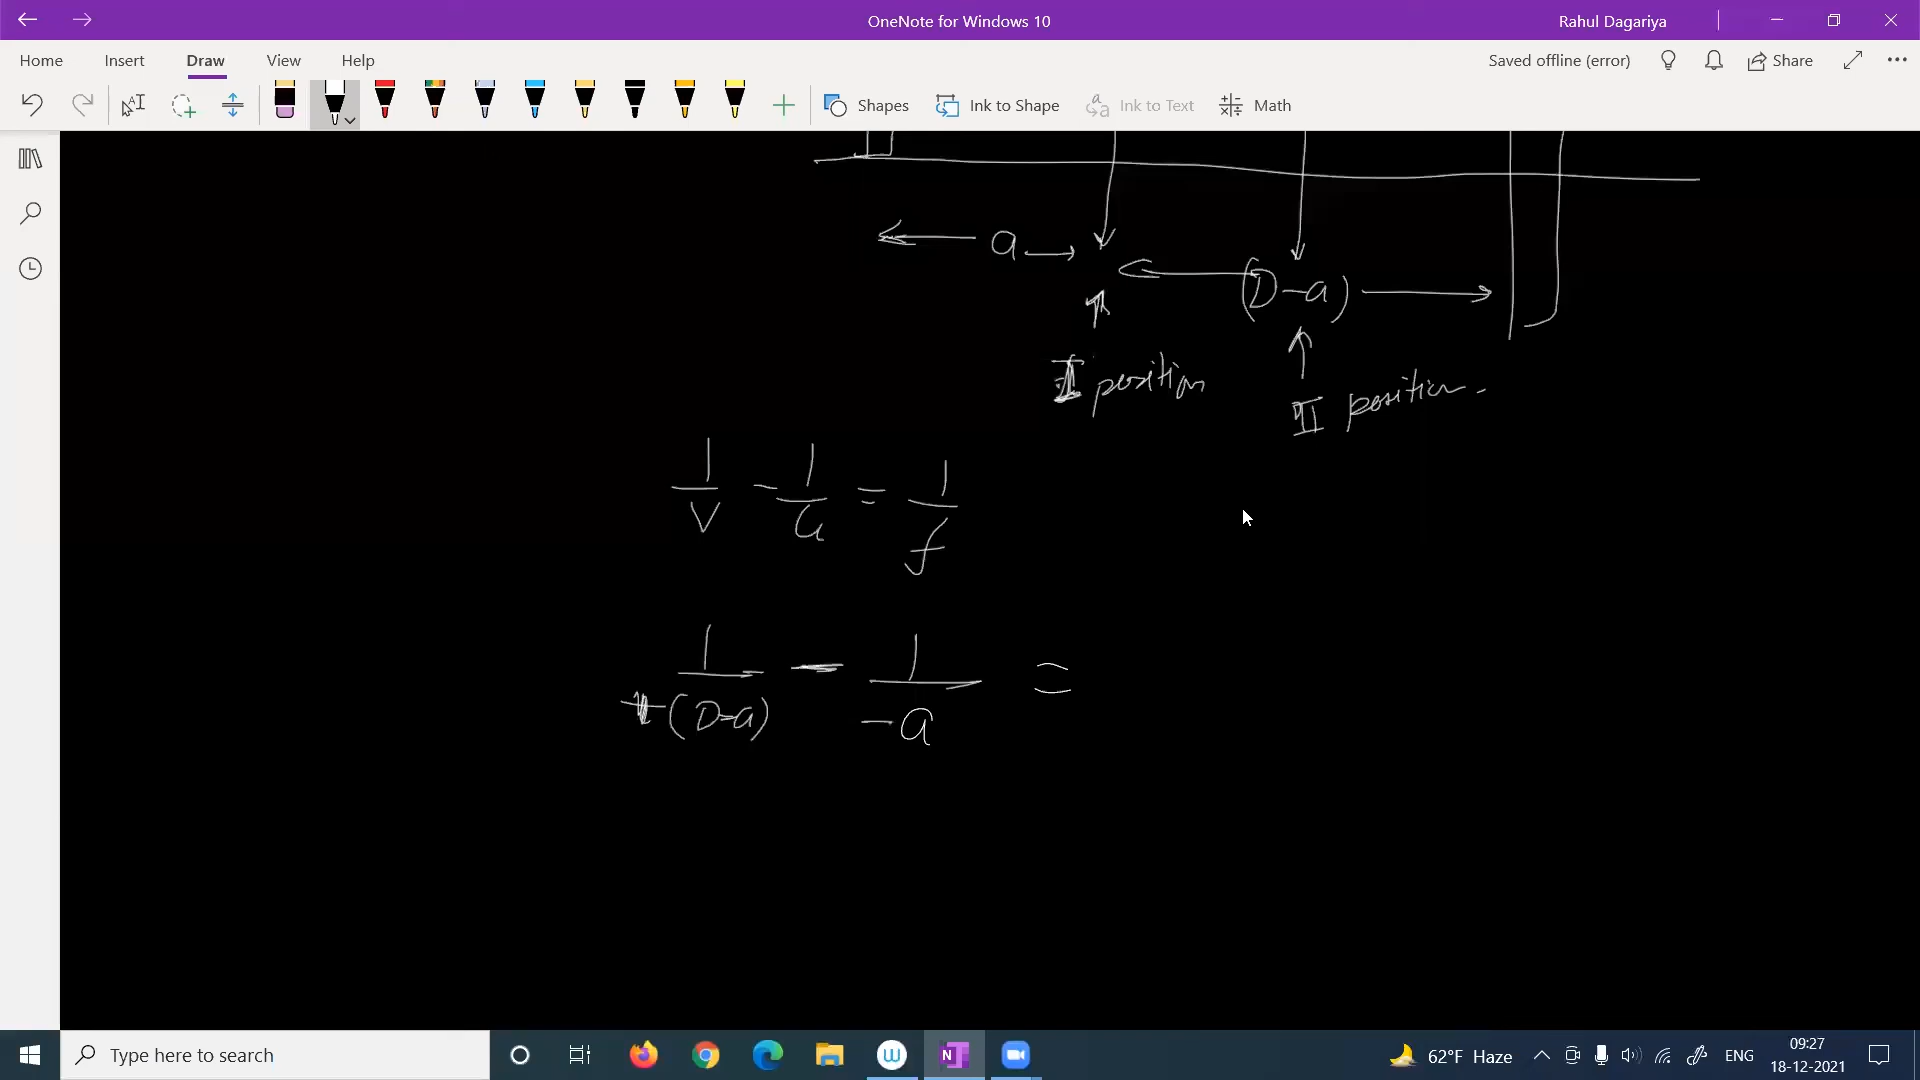 OneNote for Windows 10
Rahul Dagariya
Home Insert Draw View Help
Saved offline (error) Share
Shapes Ink to Shape Ink to Text Math
a
(D-a)
I position
II position.
1/v - 1/u = 1/f
1/+(D-a) - 1/-a =
Type here to search
62°F Haze
ENG
09:27
18-12-2021